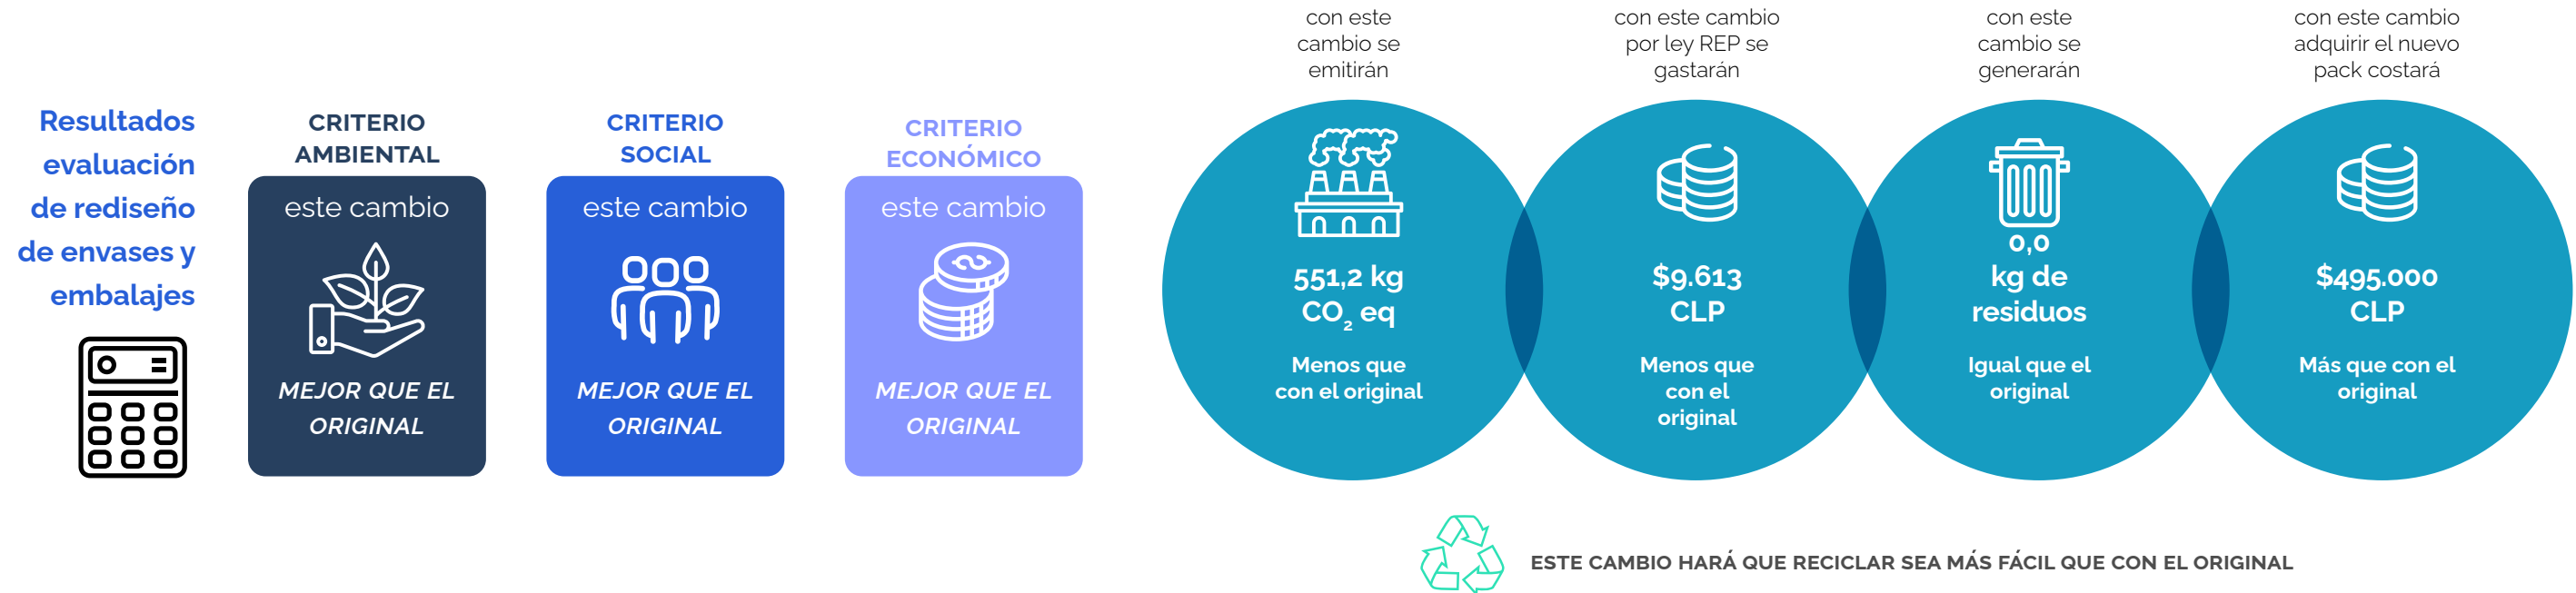 Resultados
evaluación
de rediseño
de envases y
embalajes
CRITERIO
AMBIENTAL
este cambio
MEJOR QUE EL
ORIGINAL
CRITERIO
SOCIAL
este cambio
MEJOR QUE EL
ORIGINAL
CRITERIO
ECONÓMICO
este cambio
MEJOR QUE EL
ORIGINAL
con este
cambio se
emitirán
551,2 kg
CO₂ eq
Menos que
con el original
con este cambio
por ley REP se
gastarán
$9.613
CLP
Menos que
con el
original
con este
cambio se
generarán
0,0
kg de
residuos
Igual que el
original
con este cambio
adquirir el nuevo
pack costará
$495.000
CLP
Más que con el
original
ESTE CAMBIO HARÁ QUE RECICLAR SEA MÁS FÁCIL QUE CON EL ORIGINAL